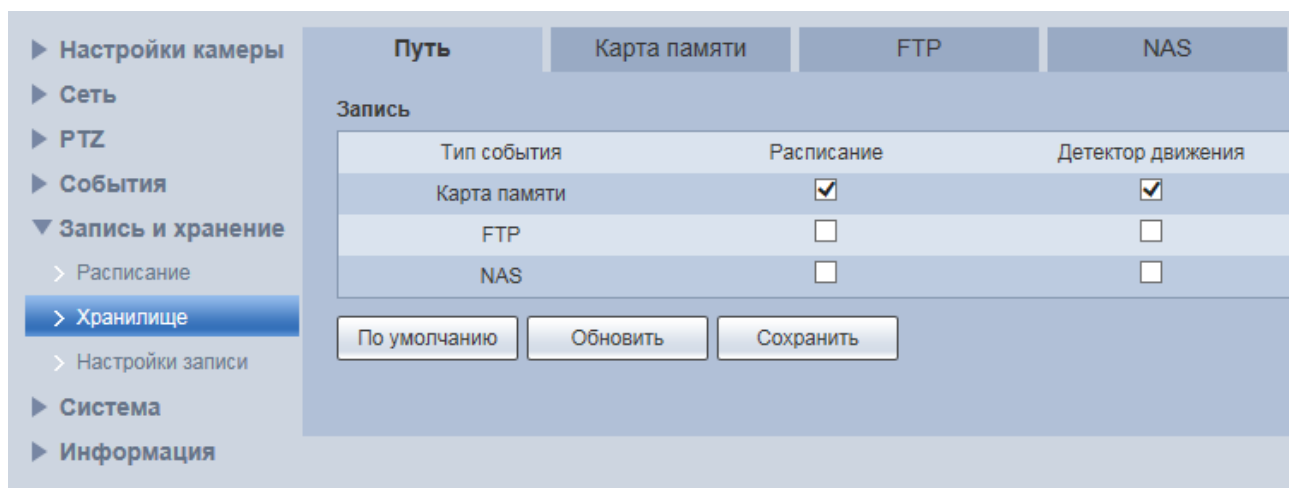 Настройки камеры
Сеть
PTZ
События
Запись и хранение
Расписание
Хранилище
Настройки записи
Система
Информация
Путь Карта памяти FTP NAS
Запись
Тип события Расписание Детектор движения
Карта памяти
FTP
NAS
По умолчанию Обновить Сохранить